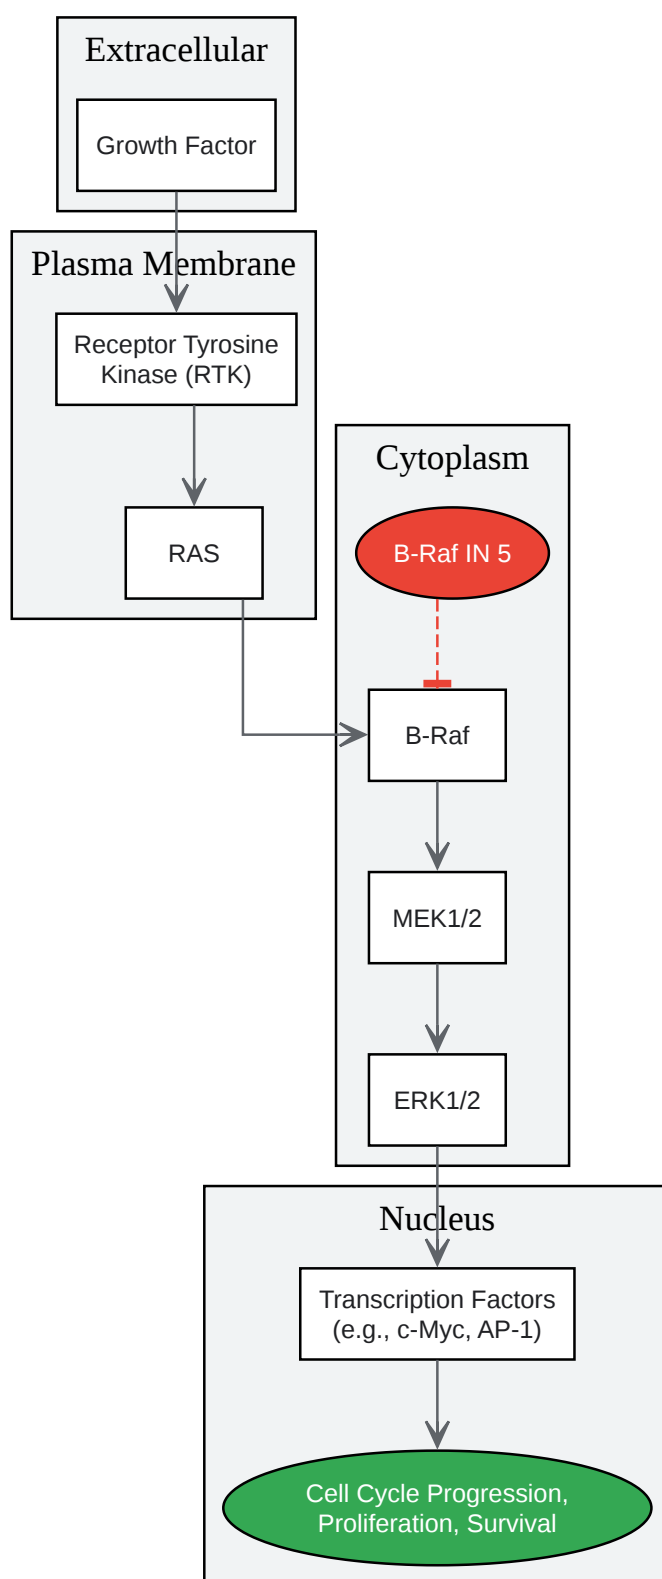 Extracellular
Growth Factor
Plasma Membrane
Receptor Tyrosine
Kinase (RTK)
RAS
Cytoplasm
B-Raf IN 5
B-Raf
MEK1/2
ERK1/2
Nucleus
Transcription Factors
(e.g., c-Myc, AP-1)
Cell Cycle Progression,
Proliferation, Survival